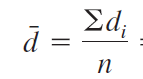 d̄ = Σdᵢ / n =